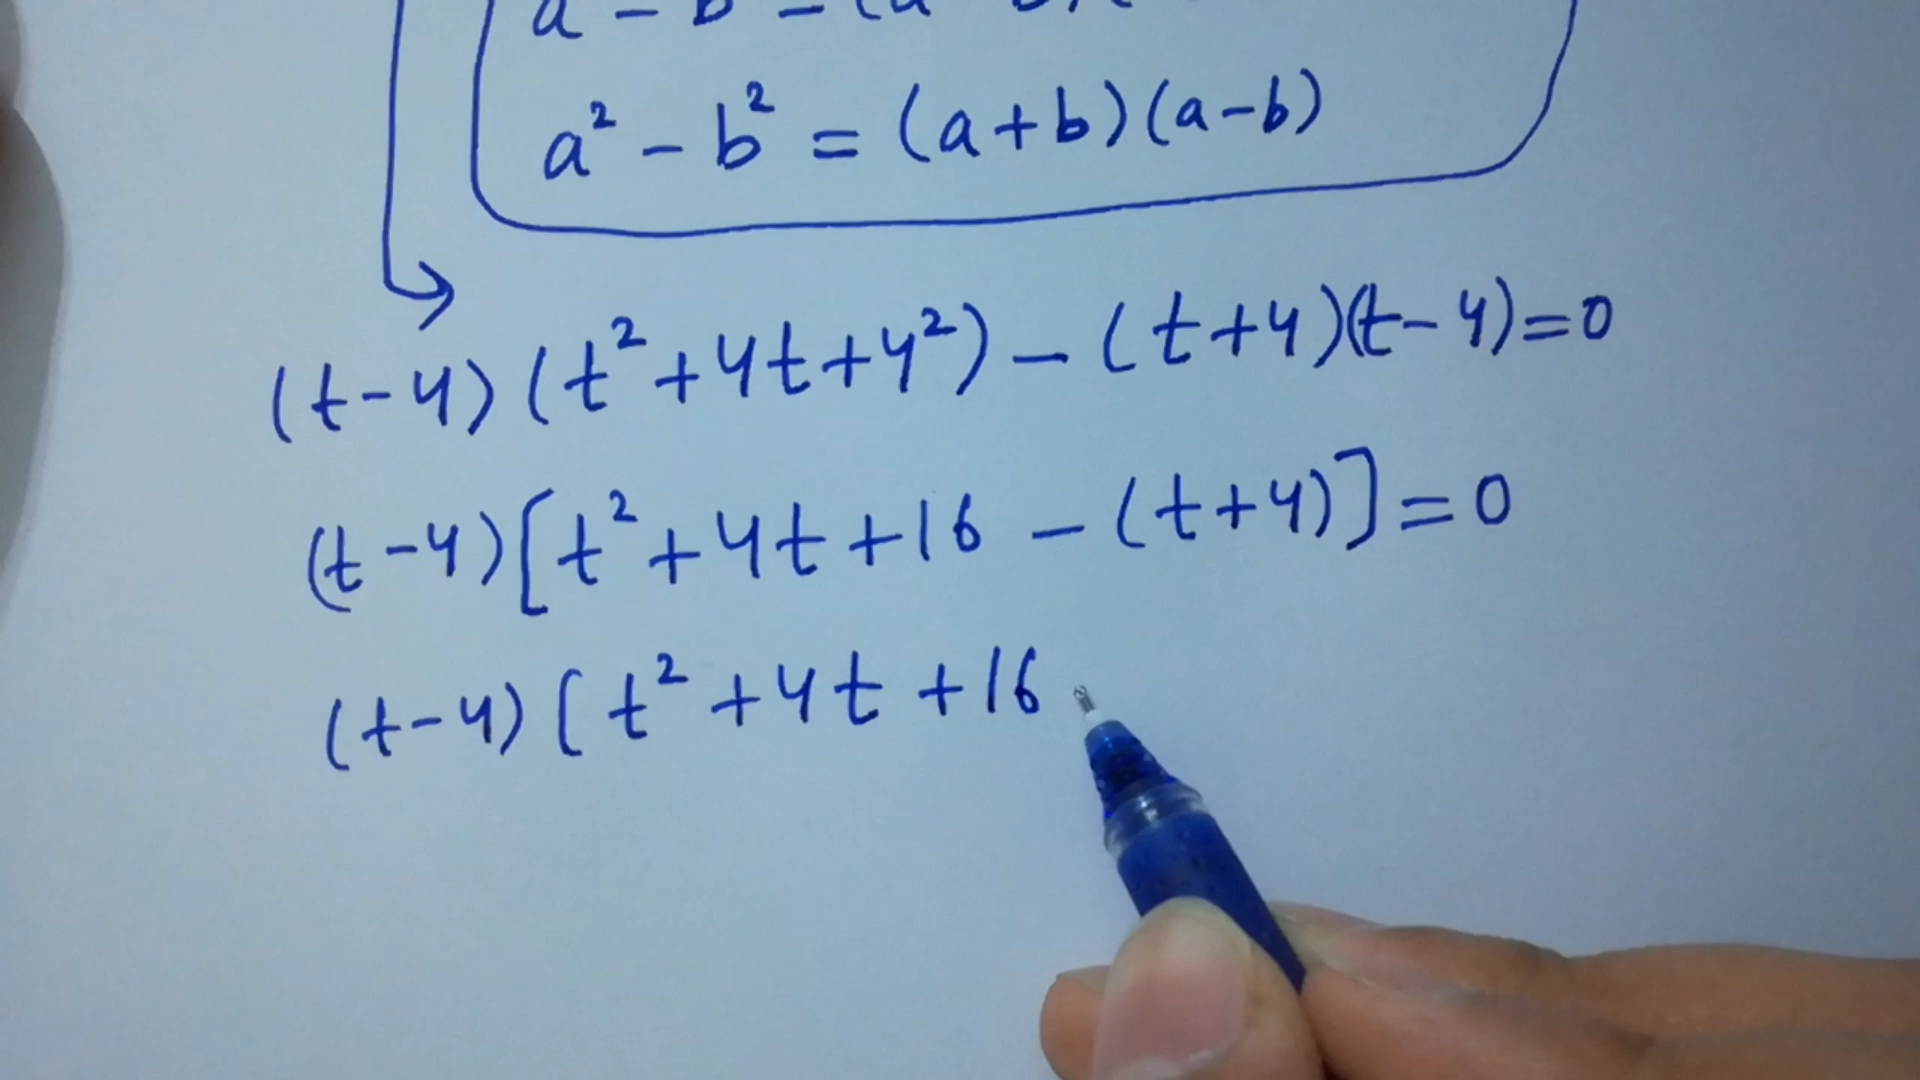 a² - b² = (a+b)(a-b)
(t-4)(t²+4t+4²) - (t+4)(t-4)=0
(t-4)[t²+4t+16 - (t+4)]=0
(t-4)[t²+4t+16